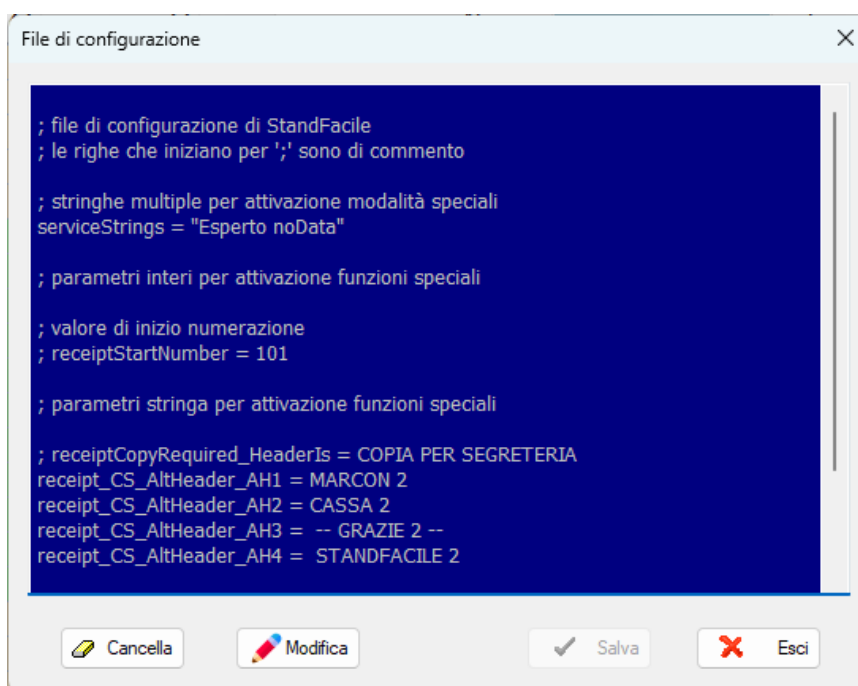 File di configurazione
; file di configurazione di StandFacile
; le righe che iniziano per ';' sono di commento
; stringhe multiple per attivazione modalità speciali
serviceStrings = "Esperto noData"
; parametri interi per attivazione funzioni speciali
; valore di inizio numerazione
; receiptStartNumber = 101
; parametri stringa per attivazione funzioni speciali
; receiptCopyRequired_HeaderIs = COPIA PER SEGRETERIA
receipt_CS_AltHeader_AH1 = MARCON 2
receipt_CS_AltHeader_AH2 = CASSA 2
receipt_CS_AltHeader_AH3 =  -- GRAZIE 2 --
receipt_CS_AltHeader_AH4 =  STANDFACILE 2
Cancella Modifica Salva Esci